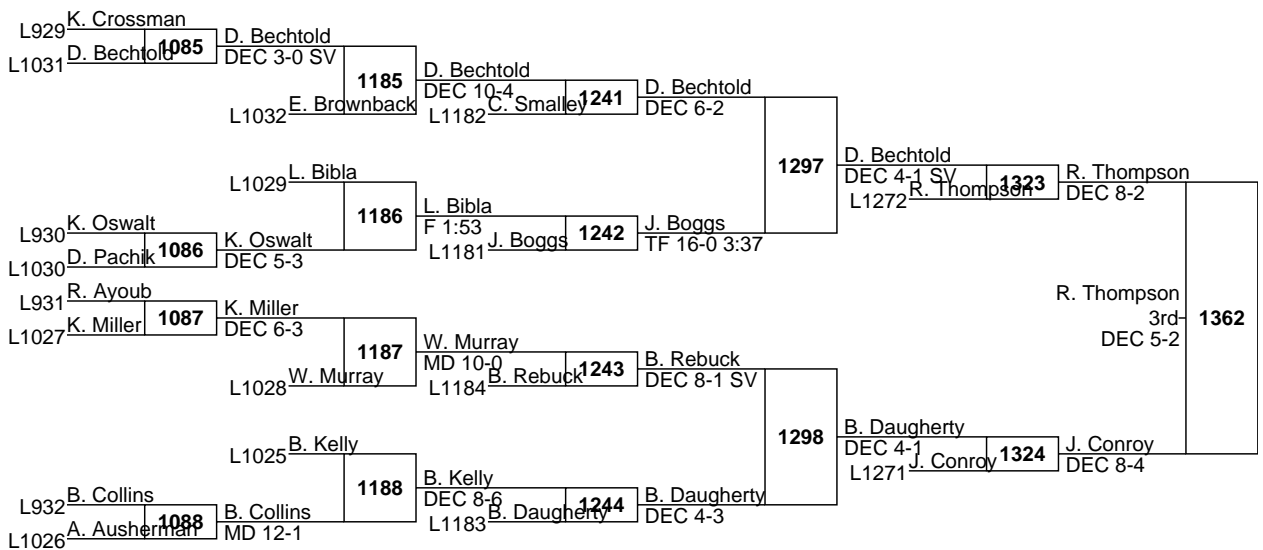 K. Crossman
L929
1085
D. Bechtold
L1031
D. Bechtold
DEC 3-0 SV
1185
D. Bechtold
DEC 10-4
L1032
E. Brownback
L1182
C. Smalley
1241
D. Bechtold
DEC 6-2
1297
D. Bechtold
DEC 4-1 SV
L1272
R. Thompson
1323
R. Thompson
DEC 8-2
L1029
L. Bibla
1186
L. Bibla
F 1:53
L1181
J. Boggs
1242
J. Boggs
TF 16-0 3:37
L930
K. Oswalt
1086
K. Oswalt
DEC 5-3
L1030
D. Pachik
L931
R. Ayoub
1087
K. Miller
DEC 6-3
L1027
K. Miller
1187
W. Murray
MD 10-0
L1028
W. Murray
L1184
B. Rebuck
1243
B. Rebuck
DEC 8-1 SV
R. Thompson
3rd
DEC 5-2
1362
1298
B. Daugherty
DEC 4-1
L1271
J. Conroy
1324
J. Conroy
DEC 8-4
L1025
B. Kelly
1188
B. Kelly
DEC 8-6
L1183
B. Daugherty
1244
B. Daugherty
DEC 4-3
L932
B. Collins
1088
B. Collins
MD 12-1
L1026
A. Ausherman